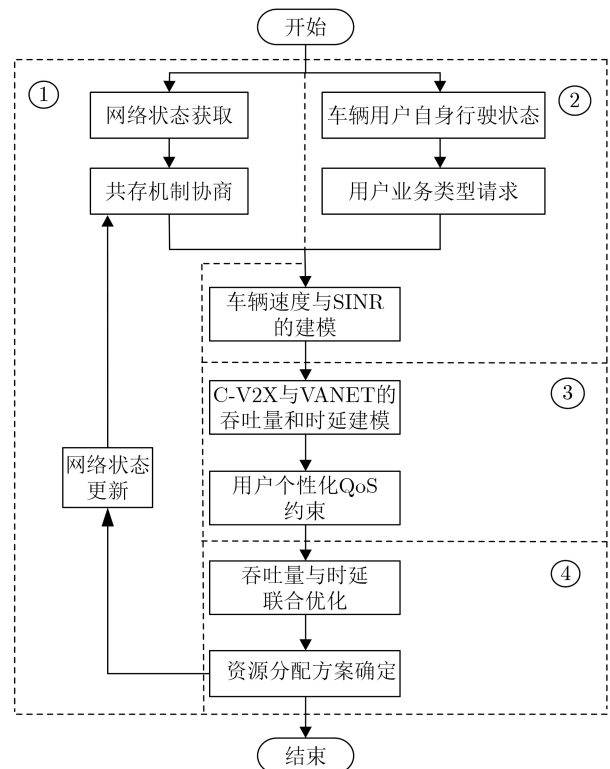 开始
①
网络状态获取
车辆用户自身行驶状态
②
共存机制协商
用户业务类型请求
车辆速度与SINR
的建模
C-V2X与VANET的
吞吐量和时延建模
③
网络状态
更新
用户个性化QoS
约束
吞吐量与时延
联合优化
④
资源分配方案确定
结束